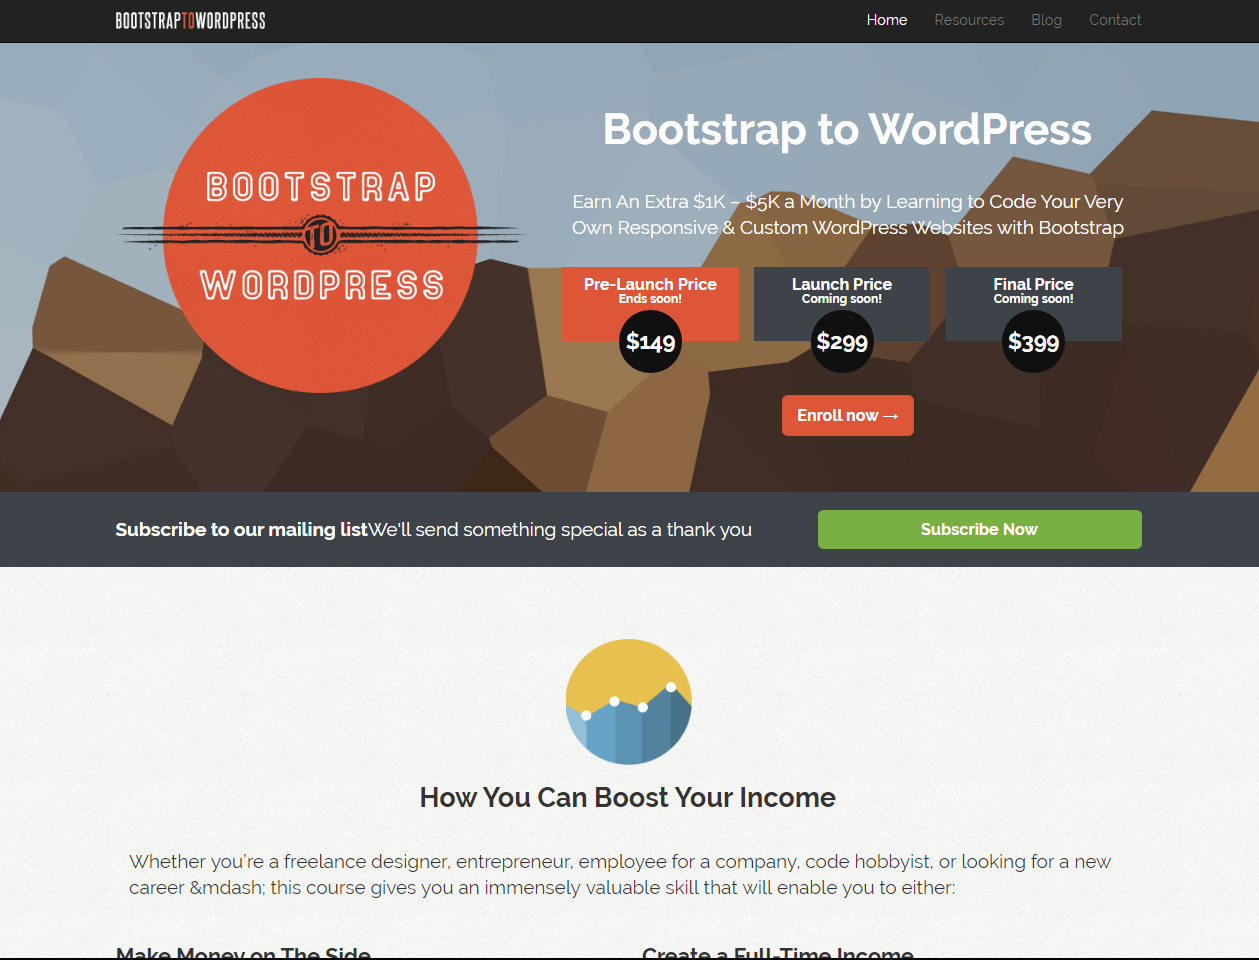 BOOTSTRAPTOWORDPRESS
Home Resources Blog Contact
BOOTSTRAP
TO
WORDPRESS
Bootstrap to WordPress
Earn An Extra $1K – $5K a Month by Learning to Code Your Very
Own Responsive & Custom WordPress Websites with Bootstrap
Pre-Launch Price
Ends soon!
$149
Launch Price
Coming soon!
$299
Final Price
Coming soon!
$399
Enroll now →
Subscribe to our mailing listWe'll send something special as a thank you
Subscribe Now
How You Can Boost Your Income
Whether you're a freelance designer, entrepreneur, employee for a company, code hobbyist, or looking for a new
career &mdash; this course gives you an immensely valuable skill that will enable you to either:
Make Money on The Side
Create a Full-Time Income